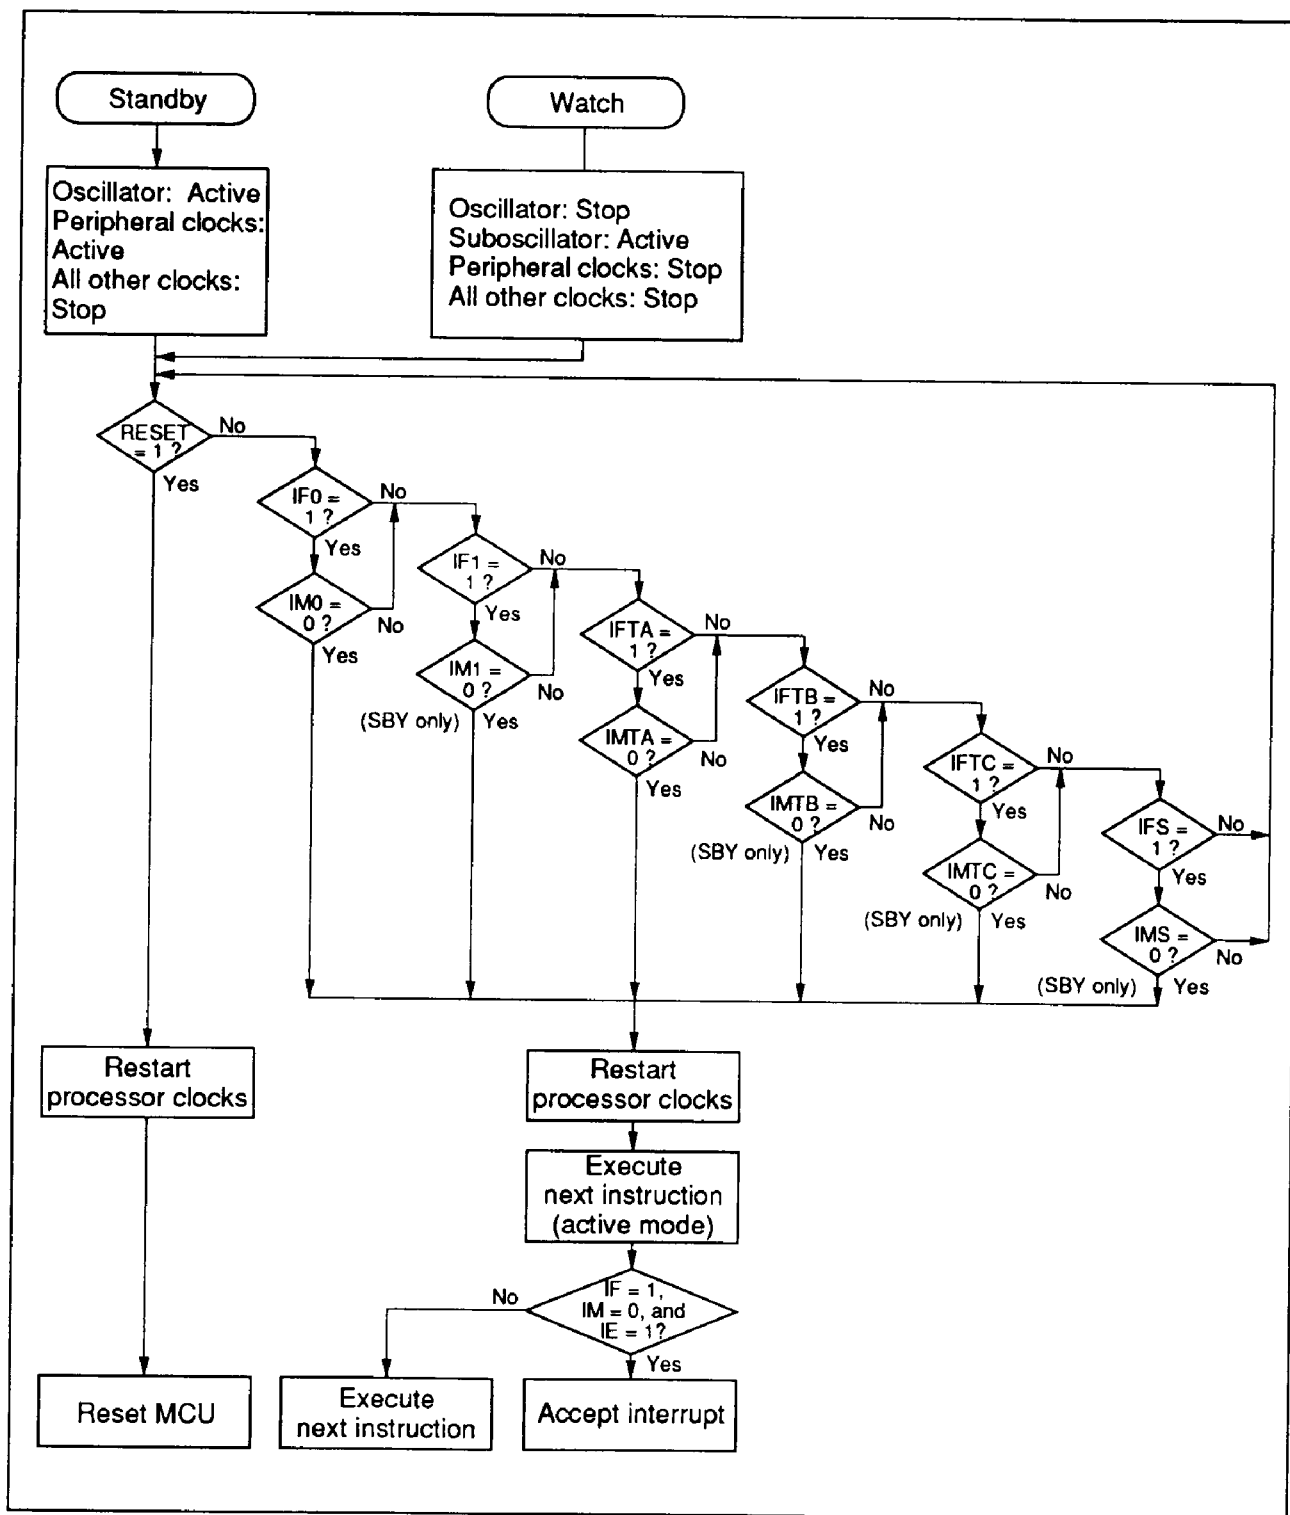 Standby
Watch
Oscillator: Active
Peripheral clocks:
Active
All other clocks:
Stop
Oscillator: Stop
Suboscillator: Active
Peripheral clocks: Stop
All other clocks: Stop
RESET
= 1 ?
No
Yes
IF0 =
1 ?
No
Yes
IM0 =
0 ?
No
Yes
IF1 =
1 ?
No
Yes
IM1 =
0 ?
No
(SBY only)
Yes
IFTA =
1 ?
No
Yes
IMTA =
0 ?
No
Yes
IFTB =
1 ?
No
Yes
IMTB =
0 ?
No
(SBY only)
Yes
IFTC =
1 ?
No
Yes
IMTC =
0 ?
No
(SBY only)
Yes
IFS =
1 ?
No
Yes
IMS =
0 ?
No
(SBY only)
Yes
Restart
processor clocks
Restart
processor clocks
Execute
next instruction
(active mode)
IF = 1,
IM = 0, and
IE = 1?
No
Yes
Reset MCU
Execute
next instruction
Accept interrupt